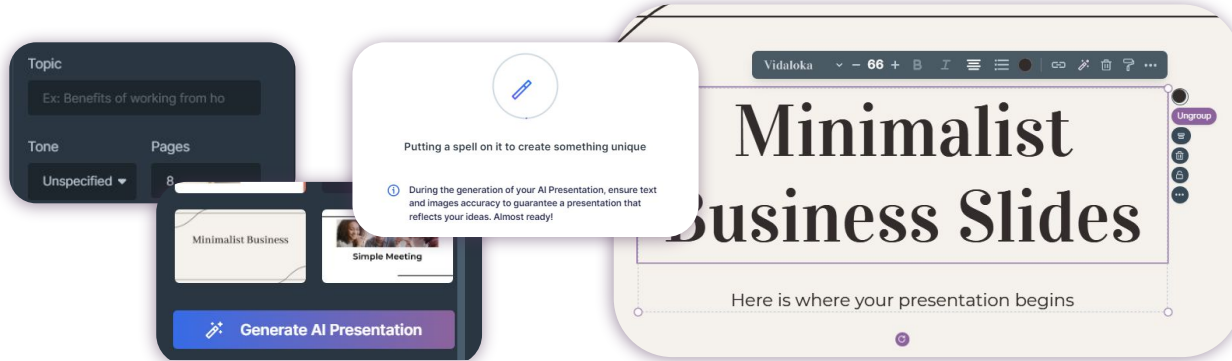 Topic
Ex: Benefits of working from ho
Tone Pages
Unspecified 8
Minimalist Business
Simple Meeting
Generate AI Presentation
Putting a spell on it to create something unique
During the generation of your AI Presentation, ensure text
and images accuracy to guarantee a presentation that
reflects your ideas. Almost ready!
Vidaloka – 66 + B I
Ungroup
Minimalist
Business Slides
Here is where your presentation begins